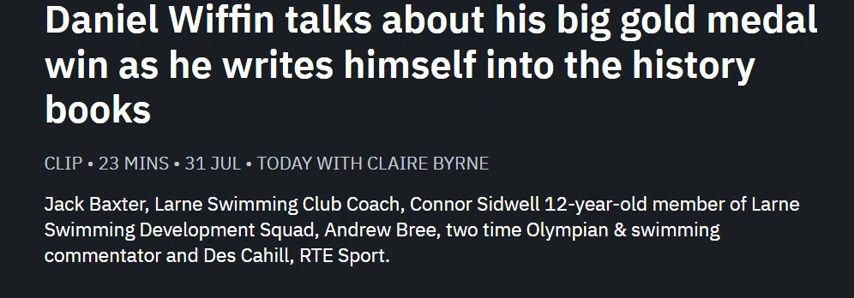 Daniel Wiffin talks about his big gold medal
win as he writes himself into the history
books
CLIP • 23 MINS • 31 JUL • TODAY WITH CLAIRE BYRNE
Jack Baxter, Larne Swimming Club Coach, Connor Sidwell 12-year-old member of Larne
Swimming Development Squad, Andrew Bree, two time Olympian & swimming
commentator and Des Cahill, RTE Sport.